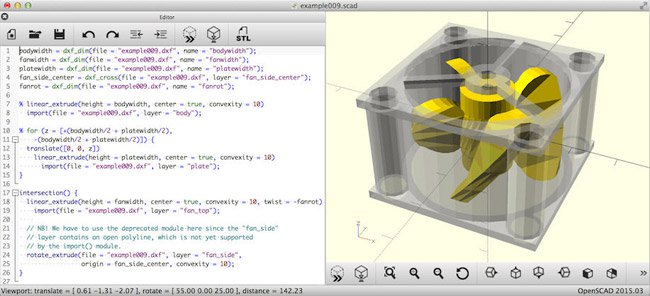 example009.scad
Editor
STL
1 bodywidth = dxf_dim(file = "example009.dxf", name = "bodywidth");
2 fanwidth = dxf_dim(file = "example009.dxf", name = "fanwidth");
3 platewidth = dxf_dim(file = "example009.dxf", name = "platewidth");
4 fan_side_center = dxf_cross(file = "example009.dxf", layer = "fan_side_center");
5 fanrot = dxf_dim(file = "example009.dxf", name = "fanrot");
6
7 % linear_extrude(height = bodywidth, center = true, convexity = 10)
8 import(file = "example009.dxf", layer = "body");
9
10 % for (z = [+(bodywidth/2 + platewidth/2),
11 -(bodywidth/2 + platewidth/2)]) {
12 translate([0, 0, z])
13 linear_extrude(height = platewidth, center = true, convexity = 10)
14 import(file = "example009.dxf", layer = "plate");
15 }
16
17 intersection() {
18 linear_extrude(height = fanwidth, center = true, convexity = 10, twist = -fanrot)
19 import(file = "example009.dxf", layer = "fan_top");
20
21 // NB! We have to use the deprecated module here since the "fan_side"
22 // layer contains an open polyline, which is not yet supported
23 // by the import() module.
24 rotate_extrude(file = "example009.dxf", layer = "fan_side",
25 origin = fan_side_center, convexity = 10);
26 }
27
Viewport: translate = [ 0.61 -1.31 -2.07 ], rotate = [ 55.00 0.00 25.00 ], distance = 142.23
OpenSCAD 2015.03